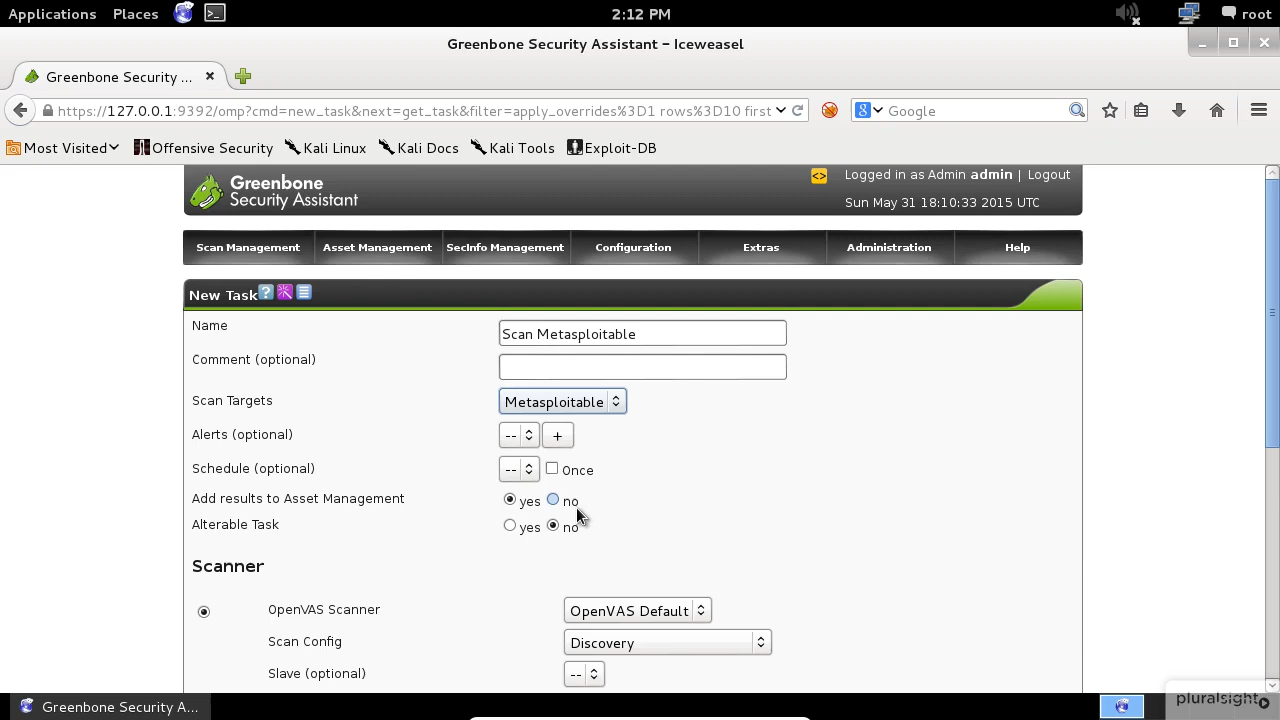 Applications Places 2:12 PM root
Greenbone Security Assistant - Iceweasel
Greenbone Security ...
https://127.0.0.1:9392/omp?cmd=new_task&next=get_task&filter=apply_overrides%3D1 rows%3D10 first Google
Most Visited Offensive Security Kali Linux Kali Docs Kali Tools Exploit-DB
Greenbone
Security Assistant
<> Logged in as Admin admin | Logout
Sun May 31 18:10:33 2015 UTC
Scan Management Asset Management SecInfo Management Configuration Extras Administration Help
New Task ?
Name Scan Metasploitable
Comment (optional)
Scan Targets Metasploitable
Alerts (optional) -- +
Schedule (optional) -- Once
Add results to Asset Management yes no
Alterable Task yes no
Scanner
OpenVAS Scanner OpenVAS Default
Scan Config Discovery
Slave (optional) --
Greenbone Security A...
pluralsight